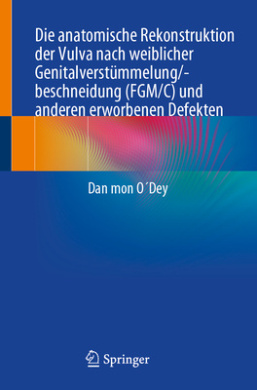 Die anatomische Rekonstruktion
der Vulva nach weiblicher
Genitalverstümmelung/-
beschneidung (FGM/C) und
anderen erworbenen Defekten
Dan mon O´Dey
Springer